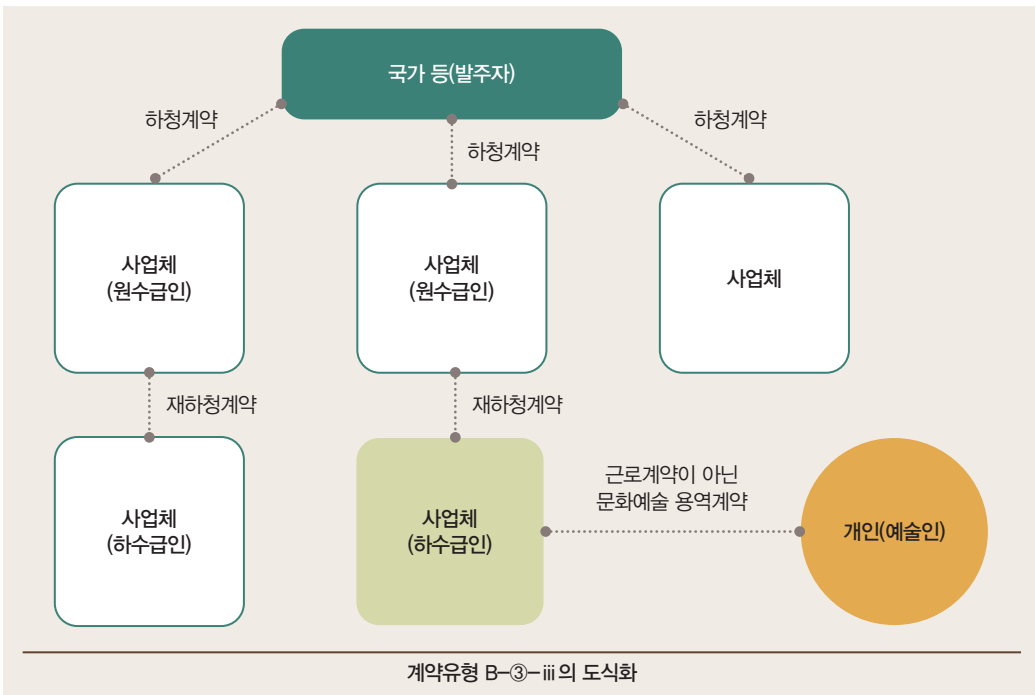 국가 등(발주자)
하청계약
하청계약
하청계약
사업체
(원수급인)
사업체
(원수급인)
사업체
재하청계약
재하청계약
사업체
(하수급인)
사업체
(하수급인)
근로계약이 아닌
문화예술 용역계약
개인(예술인)
계약유형 B-③-ⅲ의 도식화